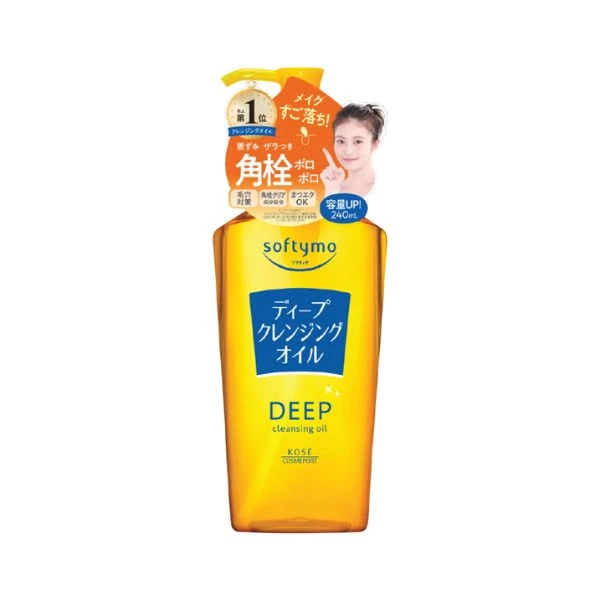 売上
第1位
クレンジングオイル
メイク
すご落ち!
黒ずみ ザラつき
角栓
ポロ
ポロ
毛穴
対策
角栓クリア
成分配合
まつエク
OK
容量UP!
240mL
softymo
ソフティモ
ディープ
クレンジング
オイル
DEEP
cleansing oil
KOSÉ
COSMEPORT